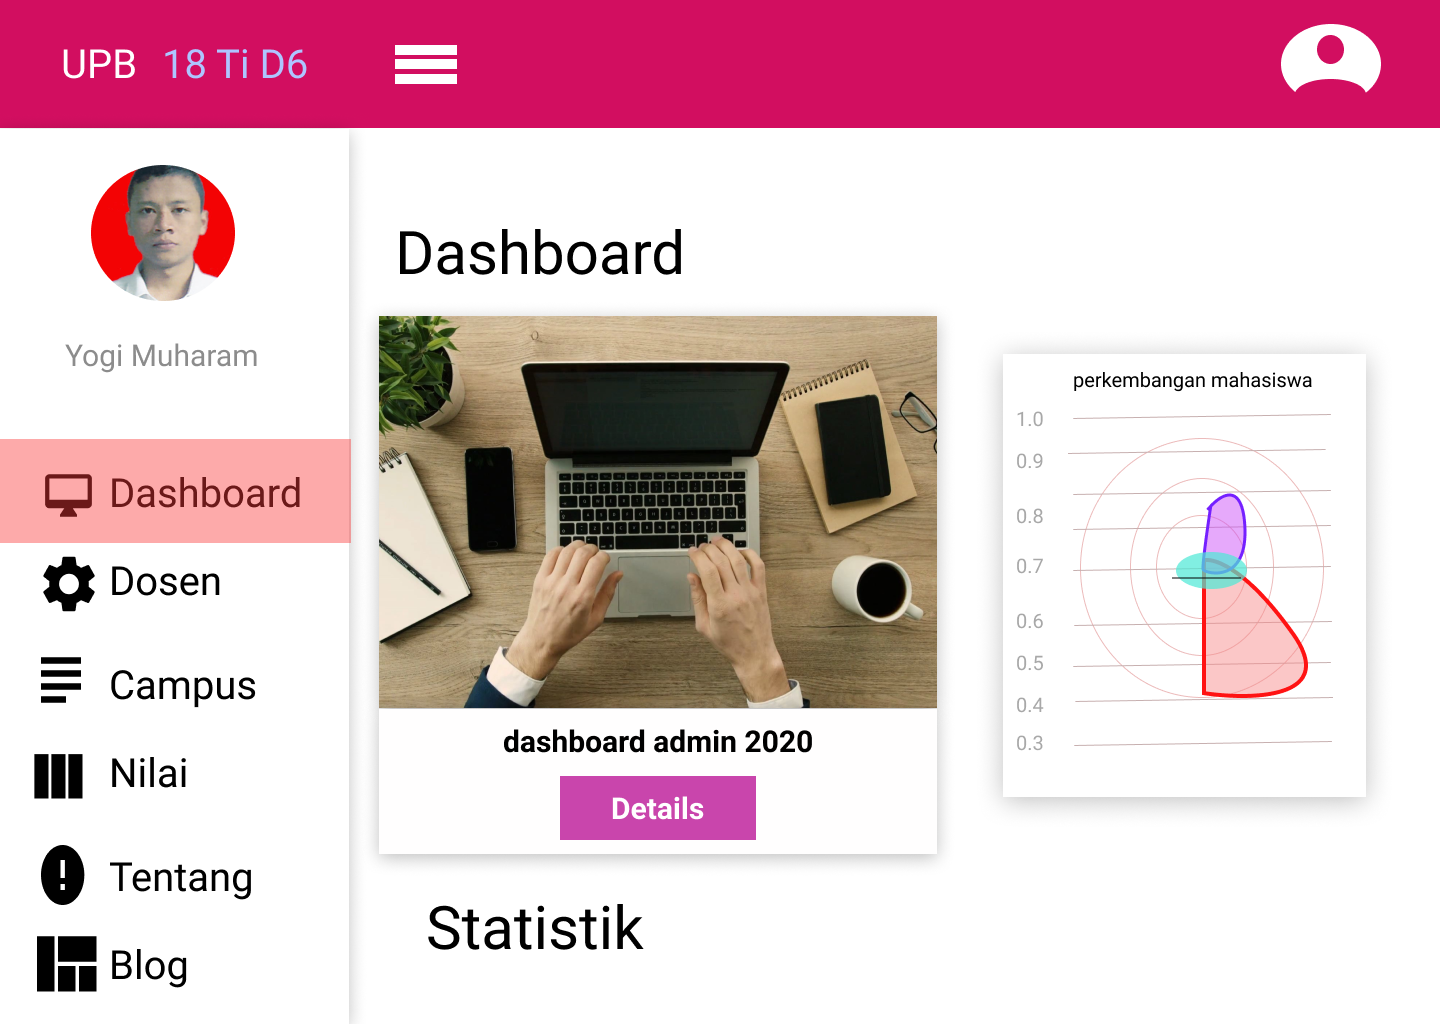 UPB 18 Ti D6
Yogi Muharam
Dashboard
Dosen
Campus
Nilai
Tentang
Blog
Dashboard
dashboard admin 2020
Details
perkembangan mahasiswa
1.0
0.9
0.8
0.7
0.6
0.5
0.4
0.3
Statistik